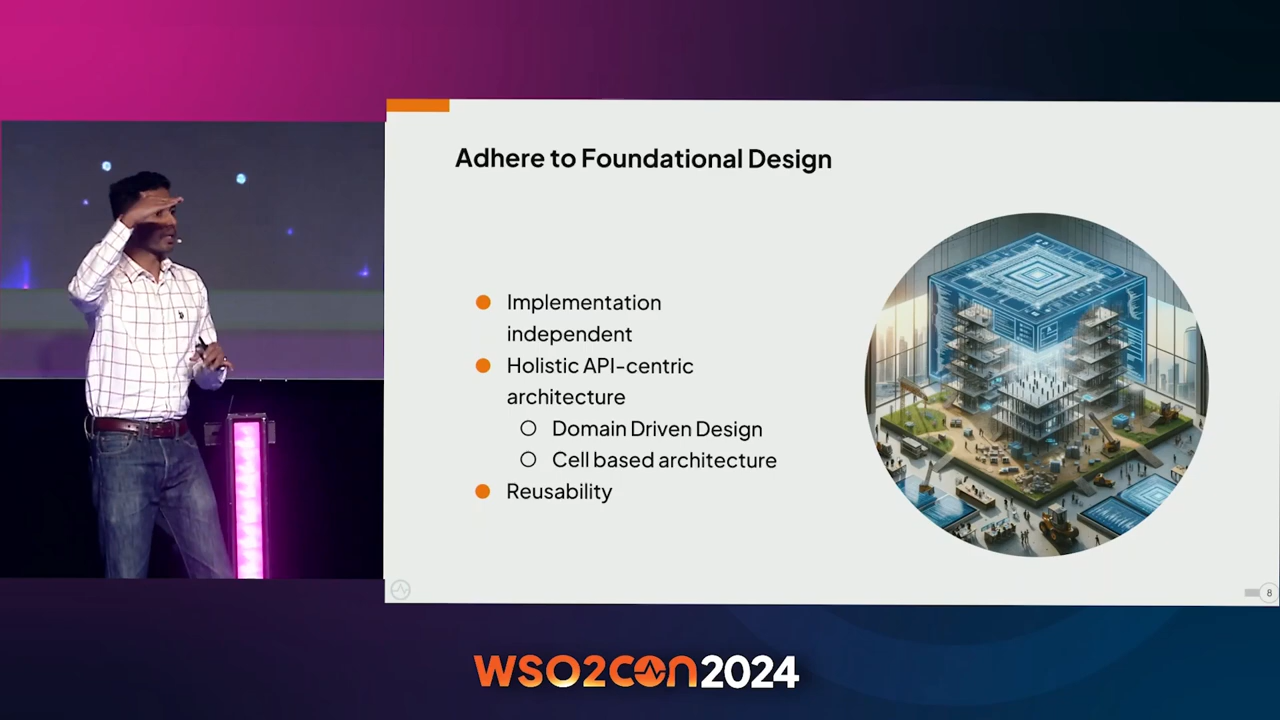 Adhere to Foundational Design
Implementation
independent
Holistic API-centric
architecture
Domain Driven Design
Cell based architecture
Reusability
8
WSO2CON2024